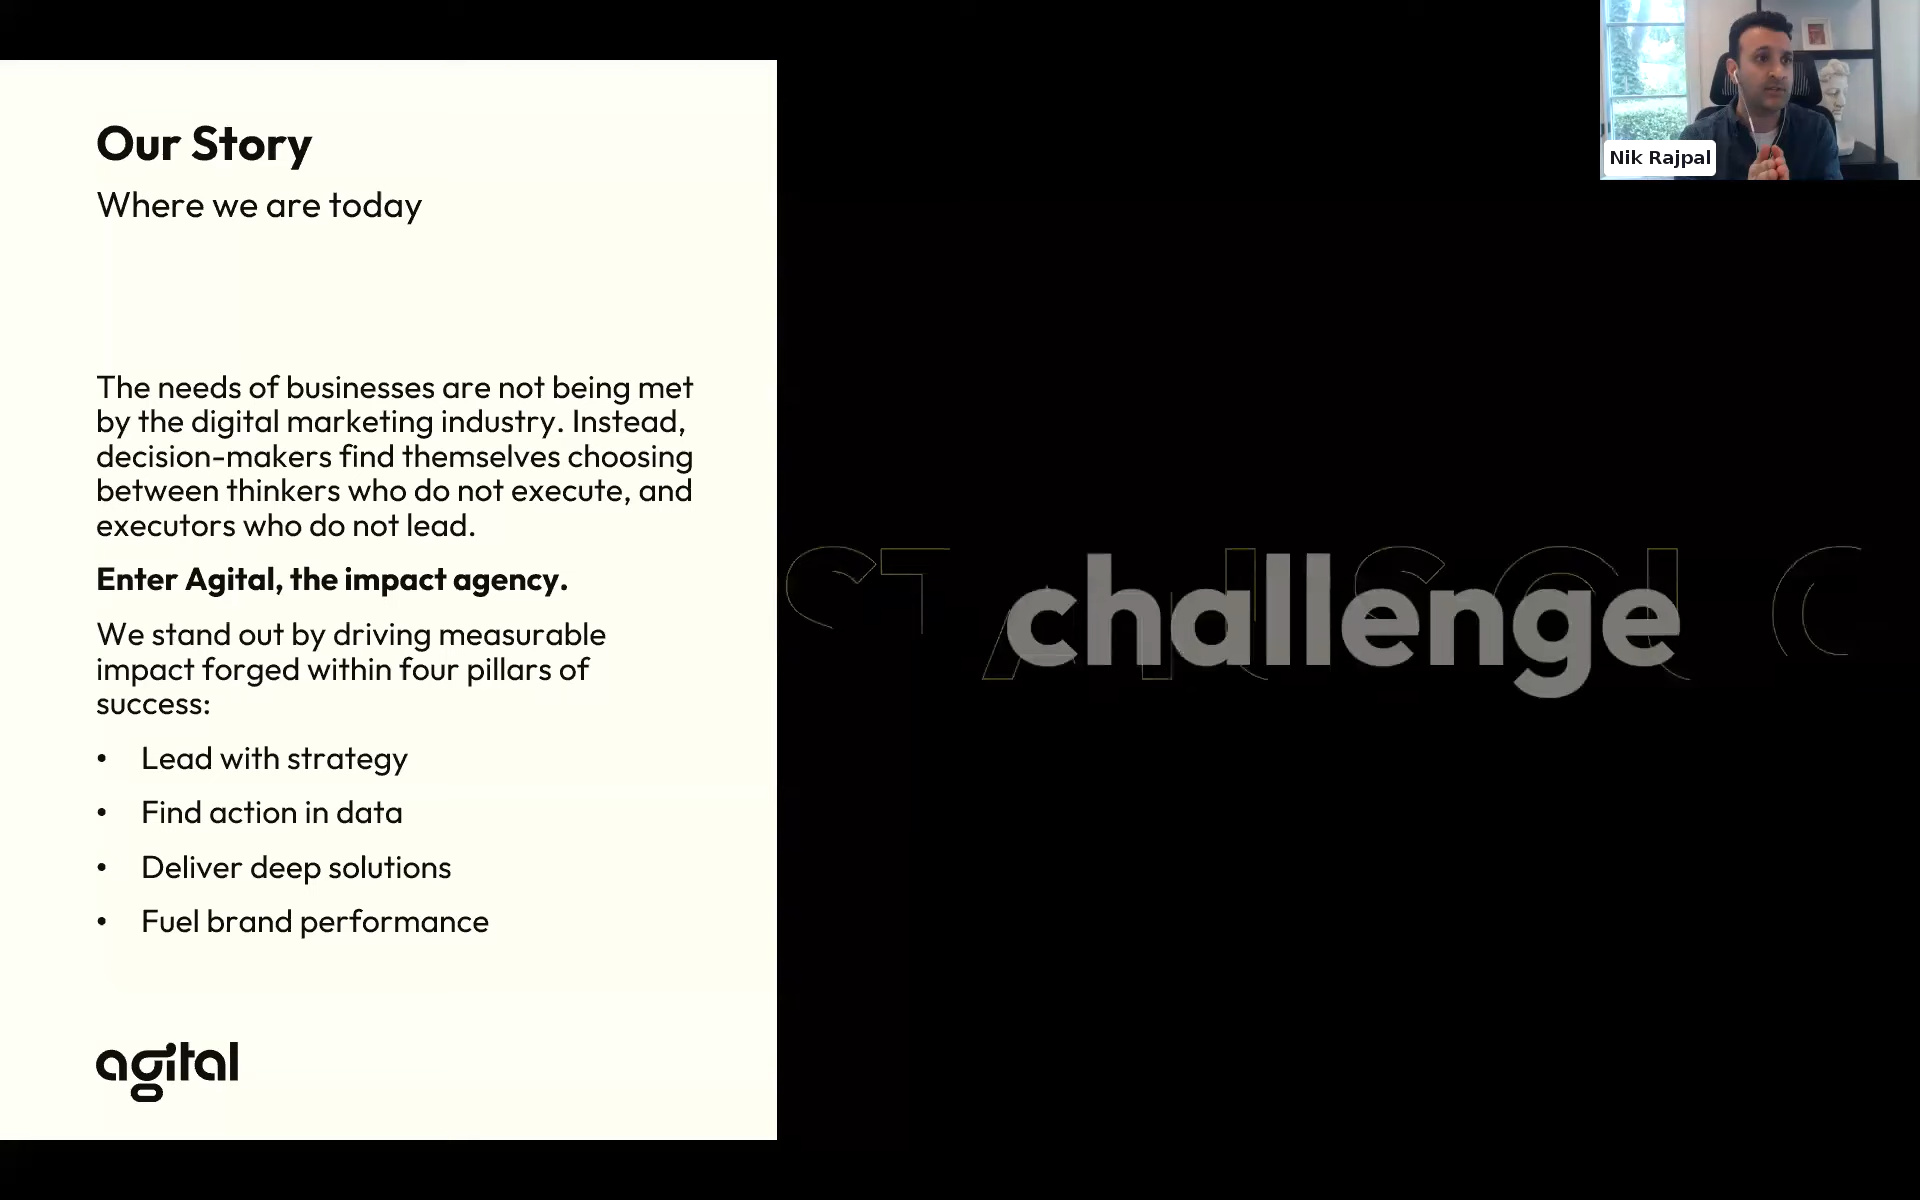 Our Story
Where we are today
The needs of businesses are not being met
by the digital marketing industry. Instead,
decision-makers find themselves choosing
between thinkers who do not execute, and
executors who do not lead.
Enter Agital, the impact agency.
We stand out by driving measurable
impact forged within four pillars of
success:
• Lead with strategy
• Find action in data
• Deliver deep solutions
• Fuel brand performance
agital
challenge
Nik Rajpal